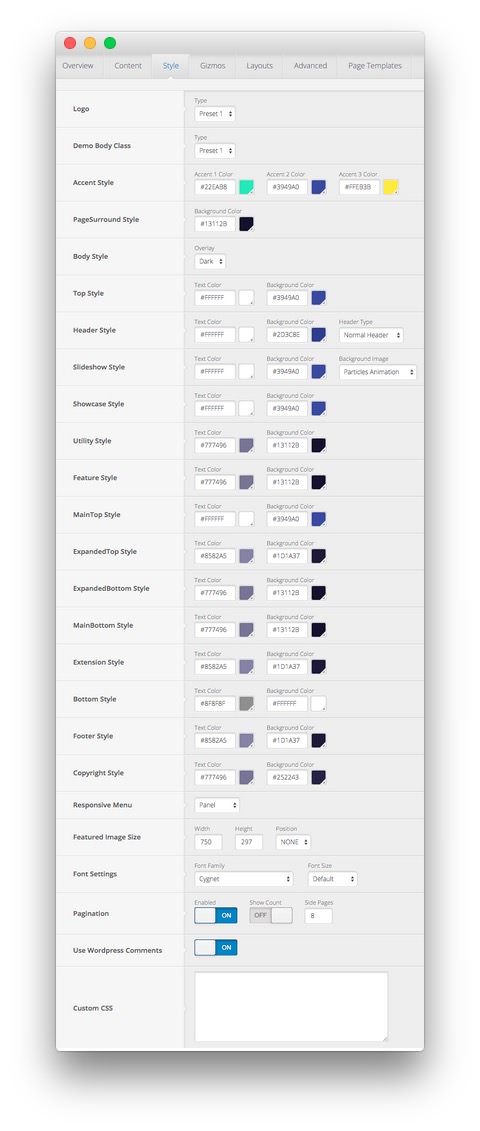 Overview Content Style Gizmos Layouts Advanced Page Templates
Logo
Type
Preset 1
Demo Body Class
Type
Preset 1
Accent Style
Accent 1 Color Accent 2 Color Accent 3 Color
#22EAB8 #3949A0 #FFEB3B
PageSurround Style
Background Color
#13112B
Body Style
Overlay
Dark
Top Style
Text Color Background Color
#FFFFFF #3949A0
Header Style
Text Color Background Color Header Type
#FFFFFF #2D3C8E Normal Header
Slideshow Style
Text Color Background Color Background Image
#FFFFFF #3949A0 Particles Animation
Showcase Style
Text Color Background Color
#FFFFFF #3949A0
Utility Style
Text Color Background Color
#777496 #13112B
Feature Style
Text Color Background Color
#777496 #13112B
MainTop Style
Text Color Background Color
#FFFFFF #3949A0
ExpandedTop Style
Text Color Background Color
#8582A5 #1D1A37
ExpandedBottom Style
Text Color Background Color
#777496 #13112B
MainBottom Style
Text Color Background Color
#777496 #13112B
Extension Style
Text Color Background Color
#8582A5 #1D1A37
Bottom Style
Text Color Background Color
#8F8F8F #FFFFFF
Footer Style
Text Color Background Color
#8582A5 #1D1A37
Copyright Style
Text Color Background Color
#777496 #252243
Responsive Menu
Panel
Featured Image Size
Width Height Position
750 297 NONE
Font Settings
Font Family Font Size
Cygnet Default
Pagination
Enabled Show Count Side Pages
ON OFF 8
Use Wordpress Comments
ON
Custom CSS